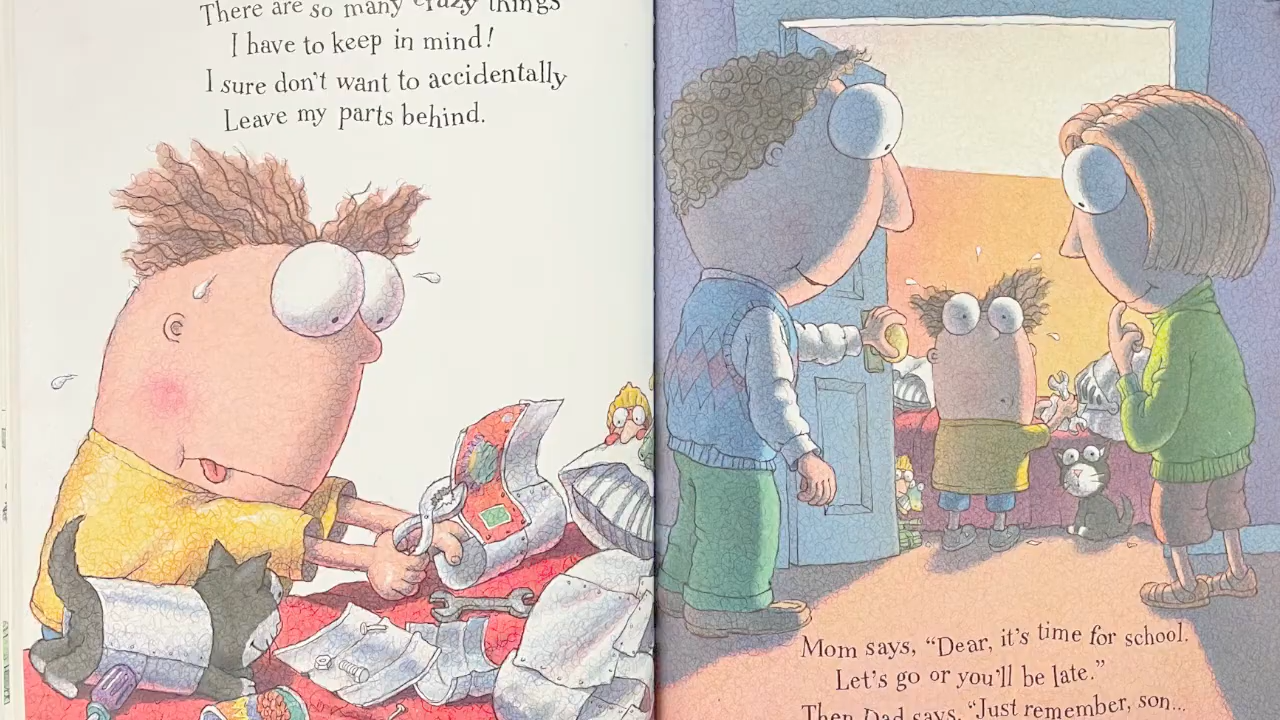 There are so many crazy things
I have to keep in mind!
I sure don't want to accidentally
Leave my parts behind.
Mom says, "Dear, it's time for school.
Let's go or you'll be late."
Then Dad says, "Just remember, son...